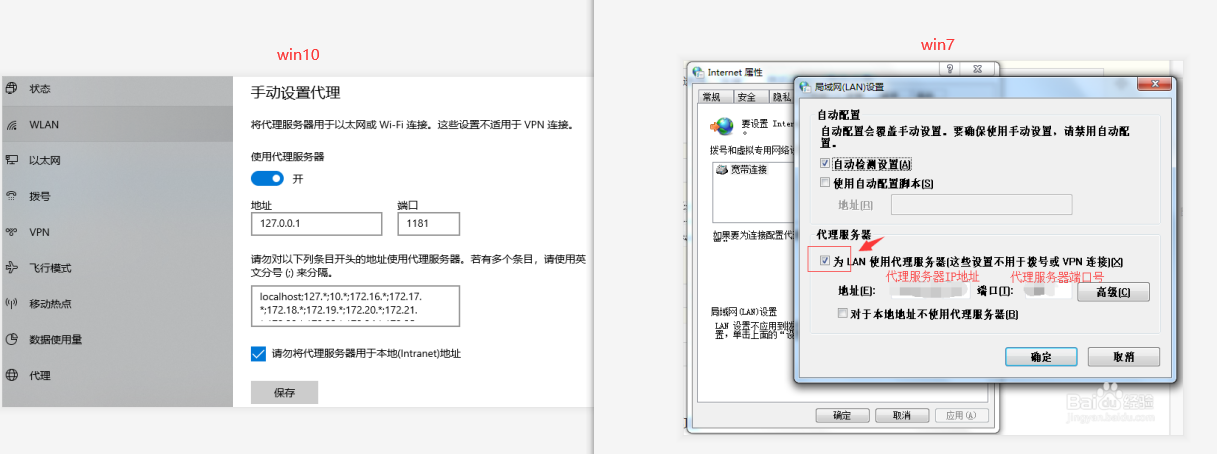 win10
状态
WLAN
以太网
拨号
VPN
飞行模式
移动热点
数据使用量
代理
手动设置代理
将代理服务器用于以太网或 Wi-Fi 连接。这些设置不适用于 VPN 连接。
使用代理服务器
开
地址
端口
127.0.0.1
1181
请勿对以下列条目开头的地址使用代理服务器。若有多个条目，请使用英
文分号 (;) 来分隔。
localhost;127.*;10.*;172.16.*;172.17.
*;172.18.*;172.19.*;172.20.*;172.21.
请勿将代理服务器用于本地(Intranet)地址
保存
win7
Internet 属性
常规
安全
隐私
要设置 Inter
拨号和虚拟专用网络
宽带连接
如果要为连接配置代
局域网(LAN)设置
LAN 设置不应用到拨
置，单击上面的“设
确定
取消
应用(A)
局域网(LAN)设置
自动配置
自动配置会覆盖手动设置。要确保使用手动设置，请禁用自动配
置。
自动检测设置(A)
使用自动配置脚本(S)
地址(R)
代理服务器
为 LAN 使用代理服务器(这些设置不用于拨号或 VPN 连接)(X)
代理服务器IP地址
代理服务器端口号
地址(E):
端口(T):
高级(C)
对于本地地址不使用代理服务器(B)
确定
取消
Baidu 经验
jingyan.baidu.com